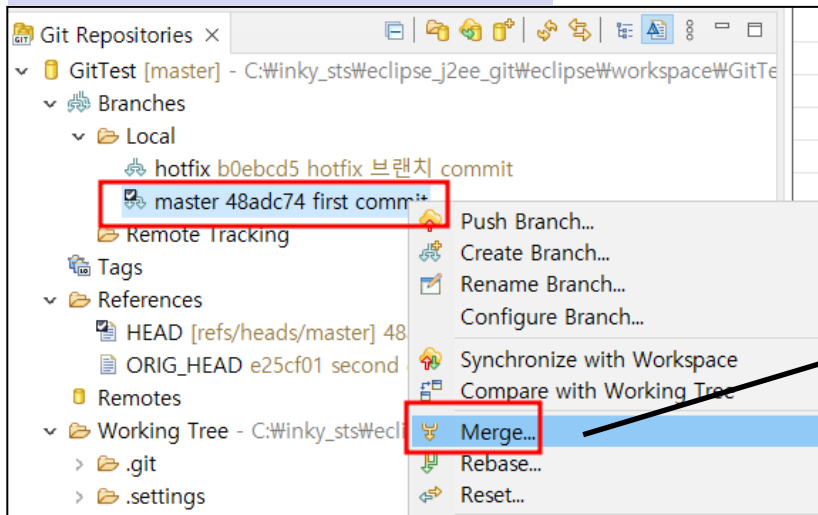 Git Repositories ×
GitTest [master] - C:₩inky_sts₩eclipse_j2ee_git₩eclipse₩workspace₩GitTe
Branches
Local
hotfix b0ebcd5 hotfix 브랜치 commit
master 48adc74 first commit
Push Branch...
Remote Tracking
Create Branch...
Tags
Rename Branch...
References
Configure Branch...
HEAD [refs/heads/master] 48
Synchronize with Workspace
ORIG_HEAD e25cf01 second
Compare with Working Tree
Remotes
Working Tree - C:₩inky_sts₩ecli
Merge...
> .git
Rebase...
> .settings
Reset...